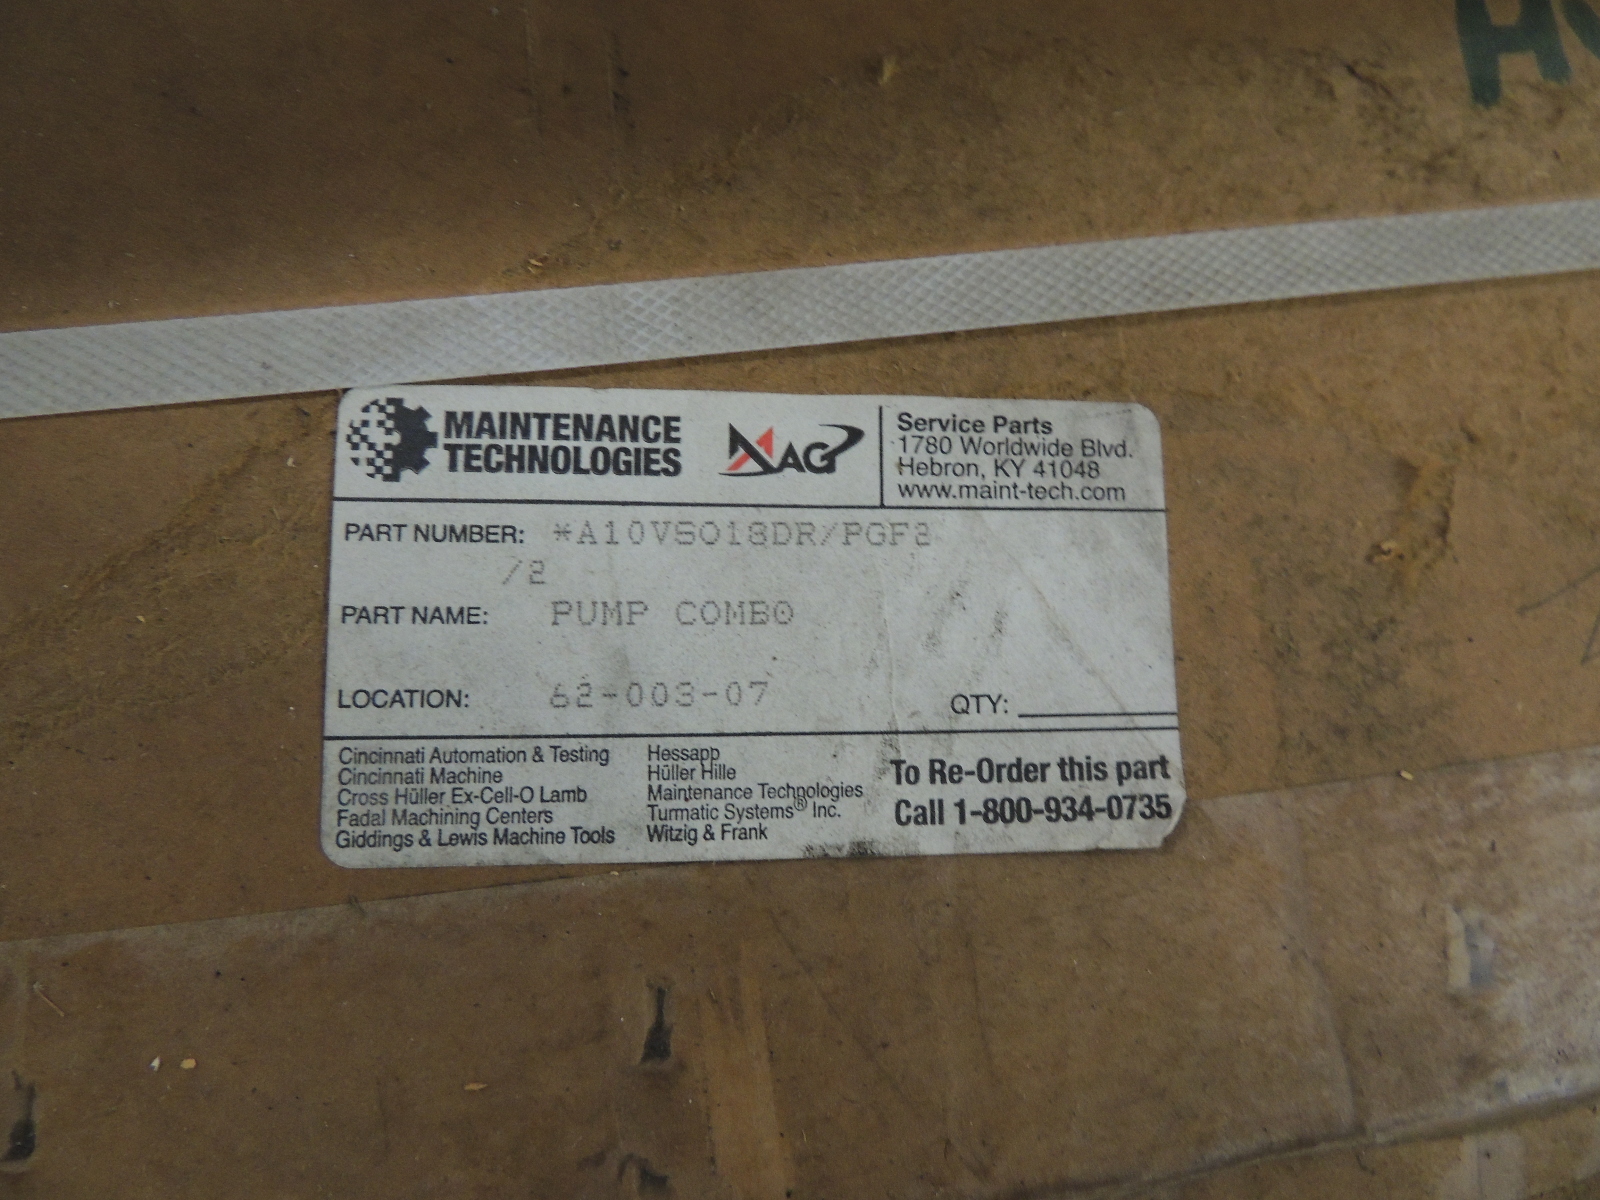 MAINTENANCE
TECHNOLOGIES
MAG
Service Parts
1780 Worldwide Blvd.
Hebron, KY 41048
www.maint-tech.com
PART NUMBER: *A10VSO18DR/PGF2
/2
PART NAME: PUMP COMBO
LOCATION: 62-003-07
QTY:
Cincinnati Automation & Testing
Cincinnati Machine
Cross Hüller Ex-Cell-O Lamb
Fadal Machining Centers
Giddings & Lewis Machine Tools
Hessapp
Hüller Hille
Maintenance Technologies
Turmatic Systems® Inc.
Witzig & Frank
To Re-Order this part
Call 1-800-934-0735